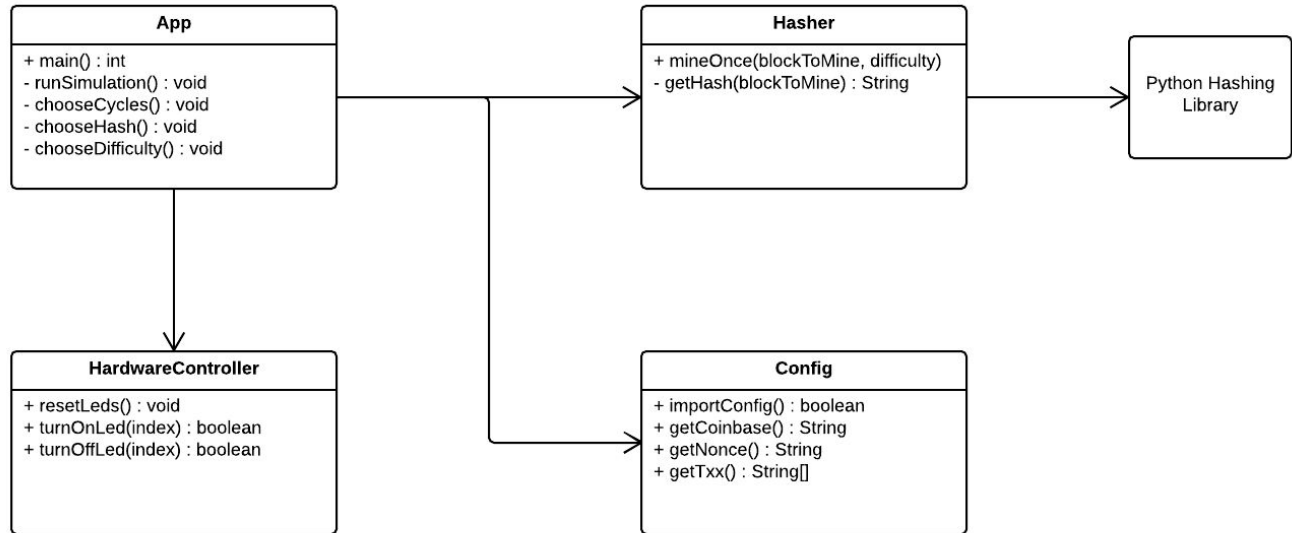 App
+ main() : int
- runSimulation() : void
- chooseCycles() : void
- chooseHash() : void
- chooseDifficulty() : void
Hasher
+ mineOnce(blockToMine, difficulty)
- getHash(blockToMine) : String
Python Hashing
Library
HardwareController
+ resetLeds() : void
+ turnOnLed(index) : boolean
+ turnOffLed(index) : boolean
Config
+ importConfig() : boolean
+ getCoinbase() : String
+ getNonce() : String
+ getTxx() : String[]